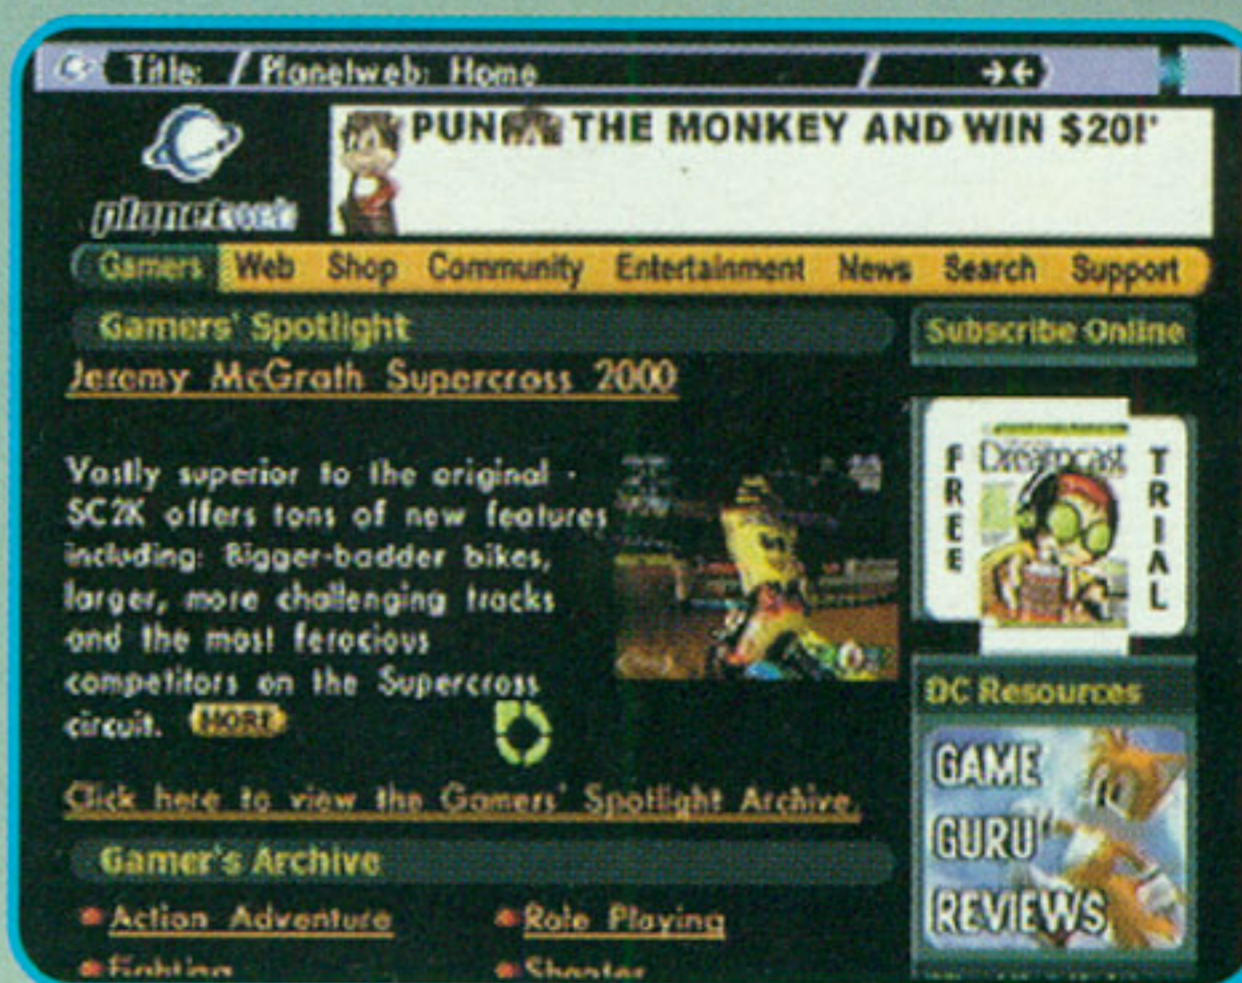 Title: / Planetweb: Home
planetweb
PUN THE MONKEY AND WIN $20!*
Gamers Web Shop Community Entertainment News Search Support
Gamers' Spotlight
Jeremy McGrath Supercross 2000
Vastly superior to the original -
SC2K offers tons of new features
including: Bigger-badder bikes,
larger, more challenging tracks
and the most ferocious
competitors on the Supercross
circuit. MORE
Click here to view the Gamers' Spotlight Archive.
Gamer's Archive
Action Adventure
Role Playing
Fighting
Shooter
Subscribe Online
FREE
Dreamcast
TRIAL
DC Resources
GAME
GURU
REVIEWS